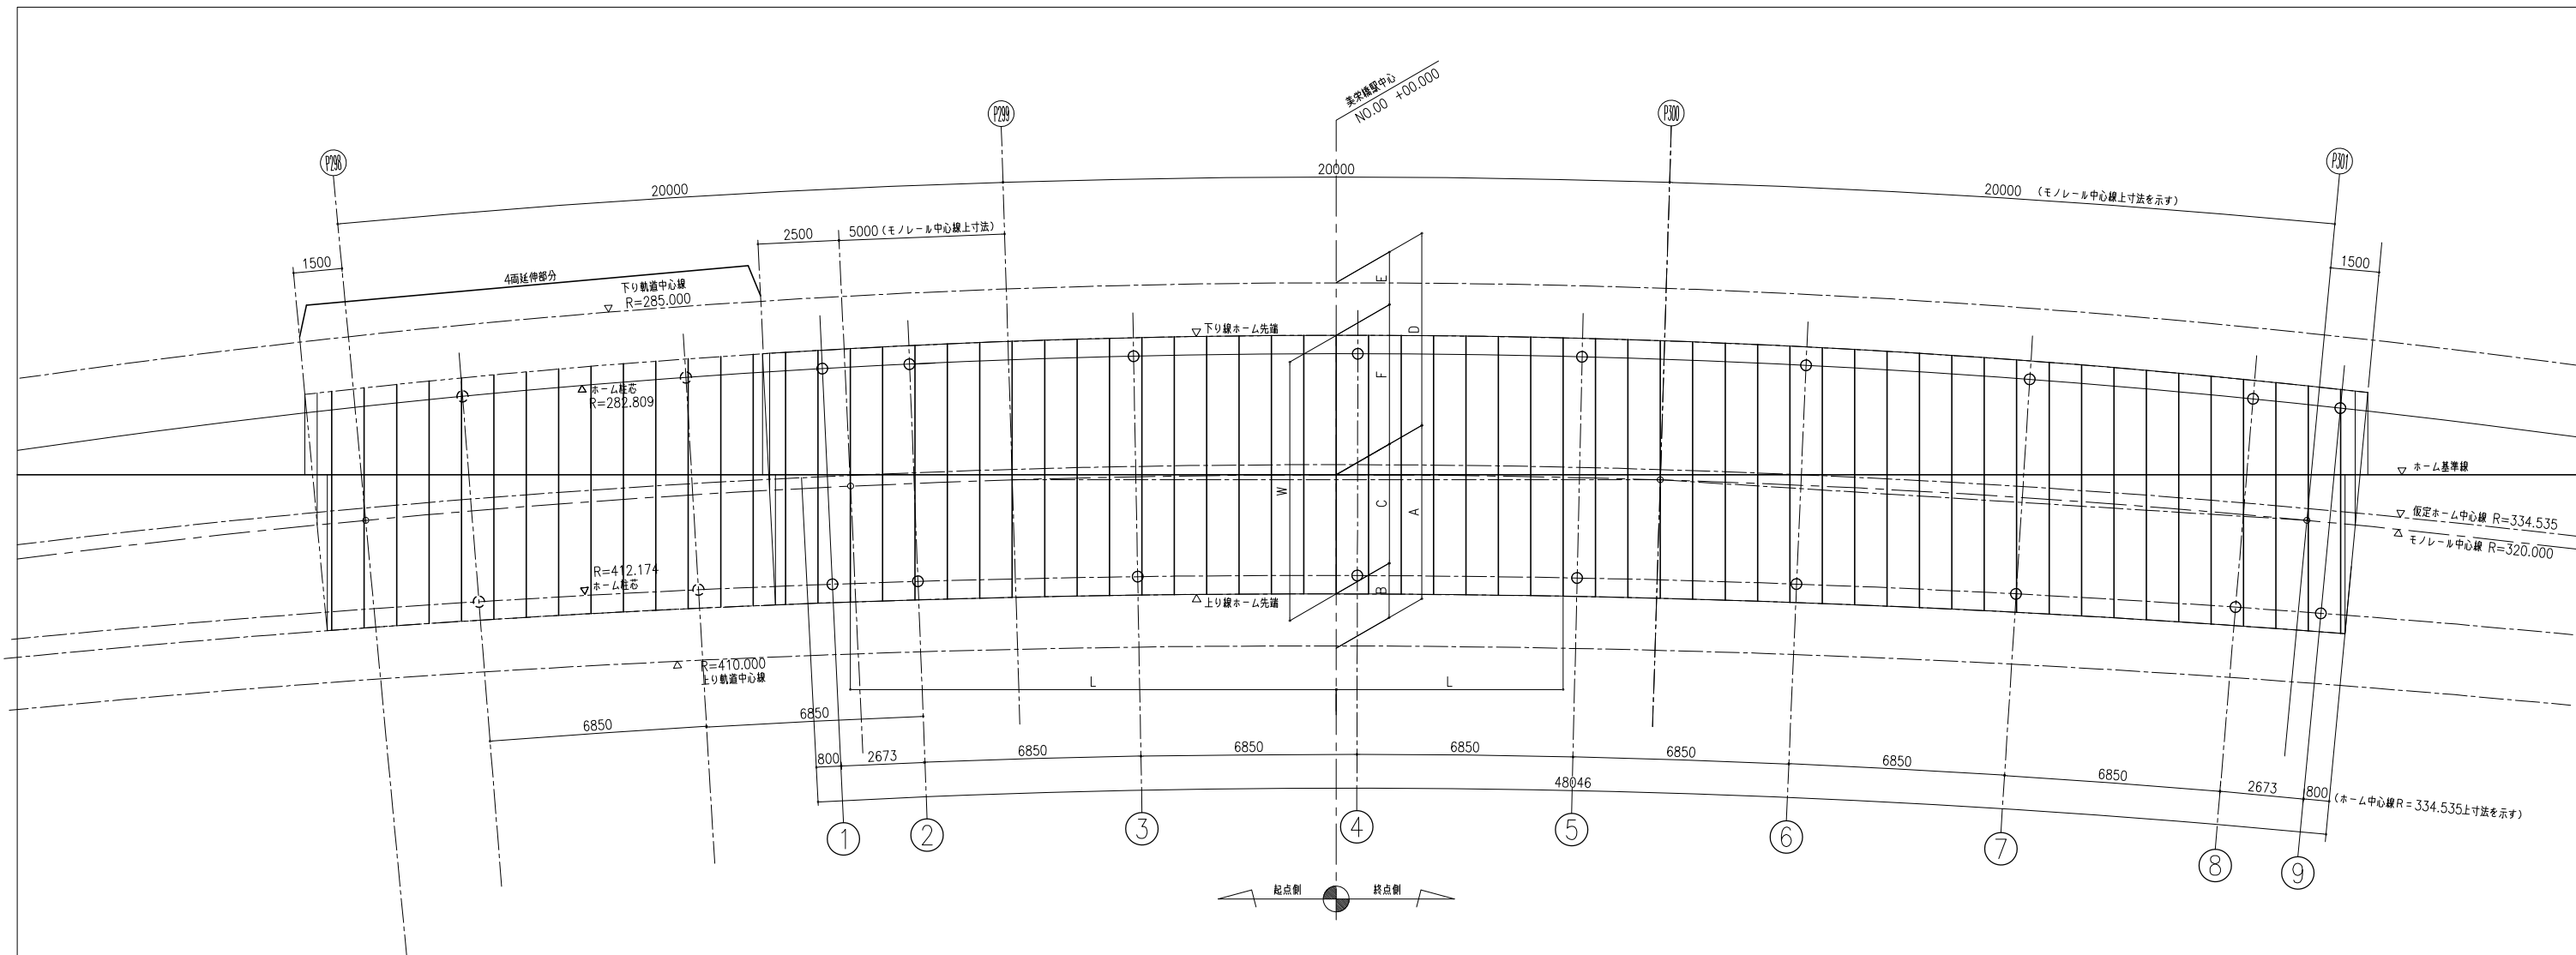 美栄橋駅中心
NO.00 +00.000
P298
P299
P300
P301
20000
20000
20000 (モノレール中心線上寸法を示す)
1500
2500
5000(モノレール中心線上寸法)
1500
4両延伸部分
下り軌道中心線
R=285.000
下り線ホーム先端
E
D
F
ホーム柱芯
R=282.809
ホーム基準線
W
C
A
仮定ホーム中心線 R=334.535
モノレール中心線 R=320.000
R=412.174
ホーム柱芯
B
上り線ホーム先端
R=410.000
上り軌道中心線
L
L
6850
6850
800
2673
6850
6850
6850
6850
6850
6850
2673
800
(ホーム中心線R=334.535上寸法を示す)
48046
1
2
3
4
5
6
7
8
9
起点側
終点側